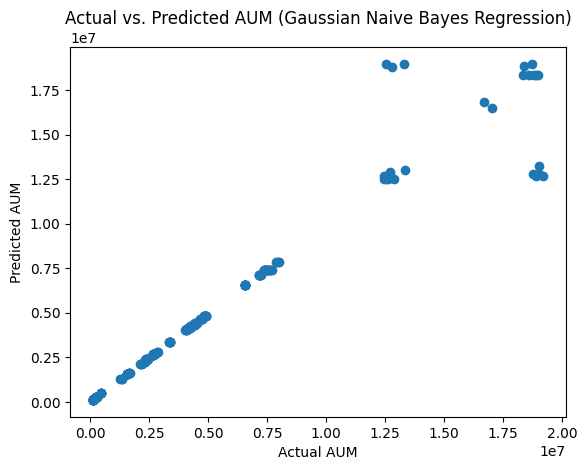 Actual vs. Predicted AUM (Gaussian Naive Bayes Regression)
1e7
1.75
1.50
1.25
1.00
0.75
0.50
0.25
0.00
Predicted AUM
0.00 0.25 0.50 0.75 1.00 1.25 1.50 1.75 2.00
1e7
Actual AUM